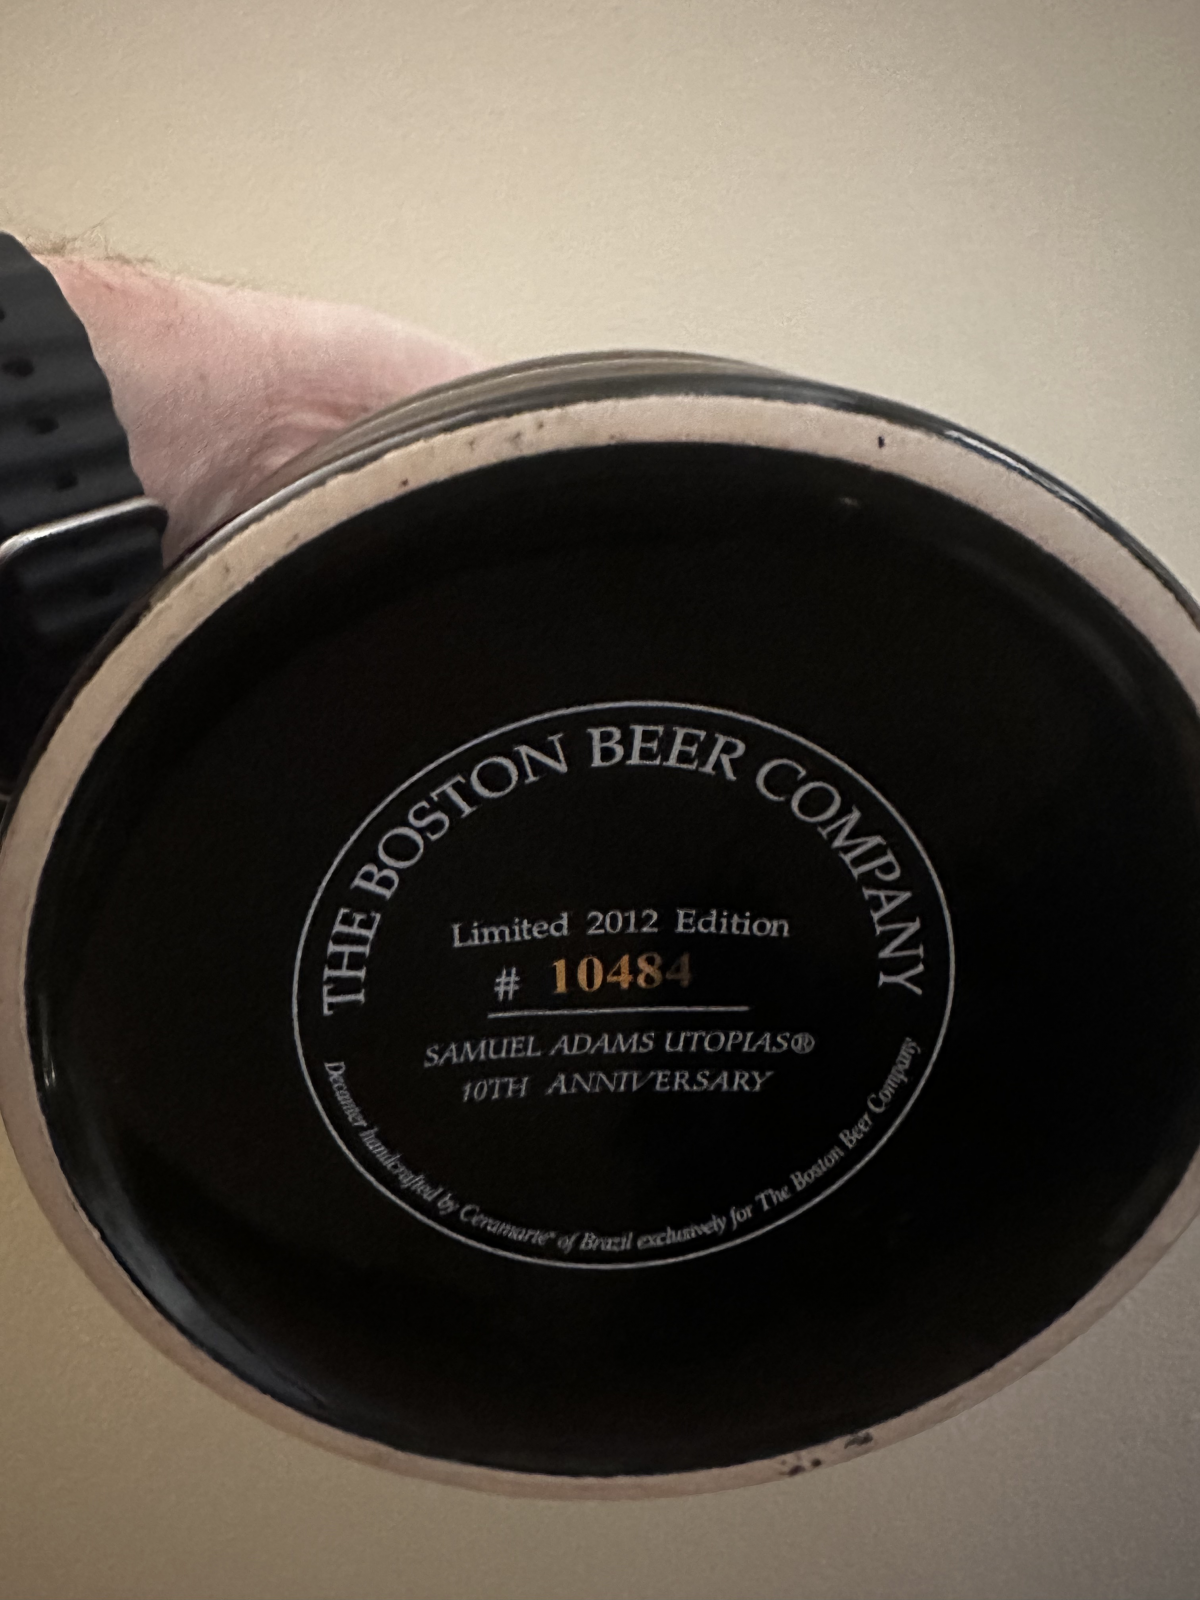 THE BOSTON BEER COMPANY
Limited 2012 Edition
# 10484
SAMUEL ADAMS UTOPIAS®
10TH ANNIVERSARY
Decanter handcrafted by Ceramarte® of Brazil exclusively for The Boston Beer Company